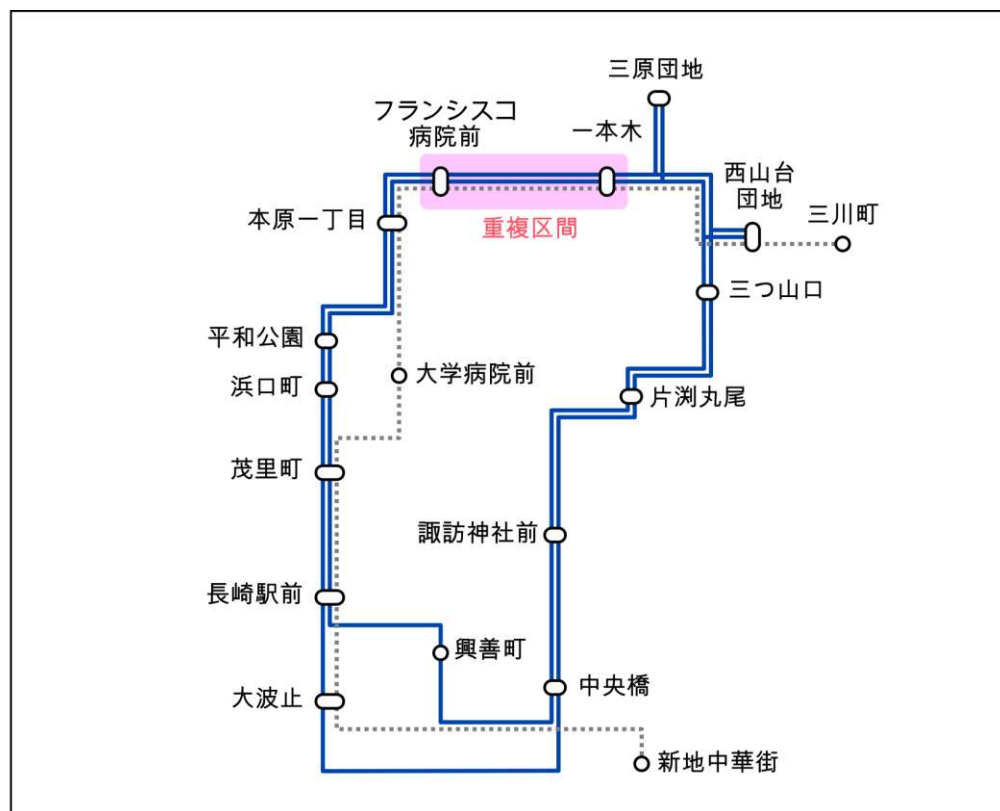 三原団地
フランシスコ
病院前
一本木
西山台
団地
三川町
本原一丁目
重複区間
三つ山口
平和公園
大学病院前
浜口町
片渕丸尾
茂里町
諏訪神社前
長崎駅前
興善町
中央橋
大波止
新地中華街